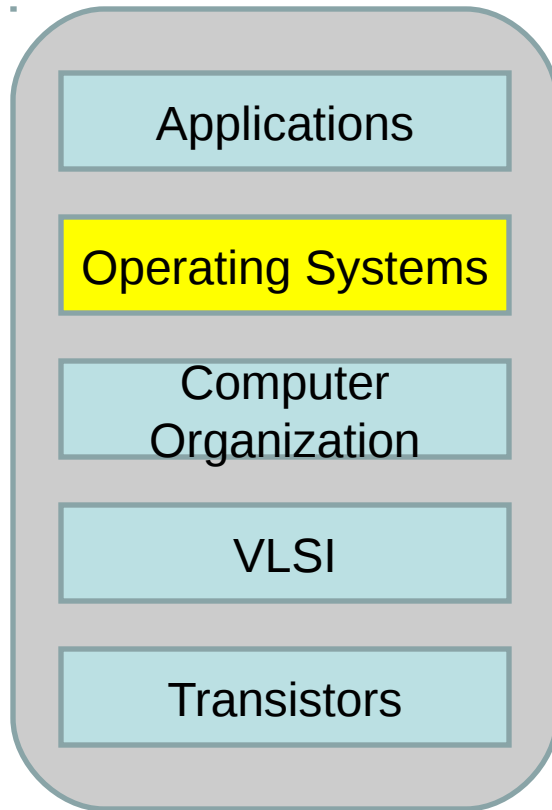 Applications
Operating Systems
Computer
Organization
VLSI
Transistors